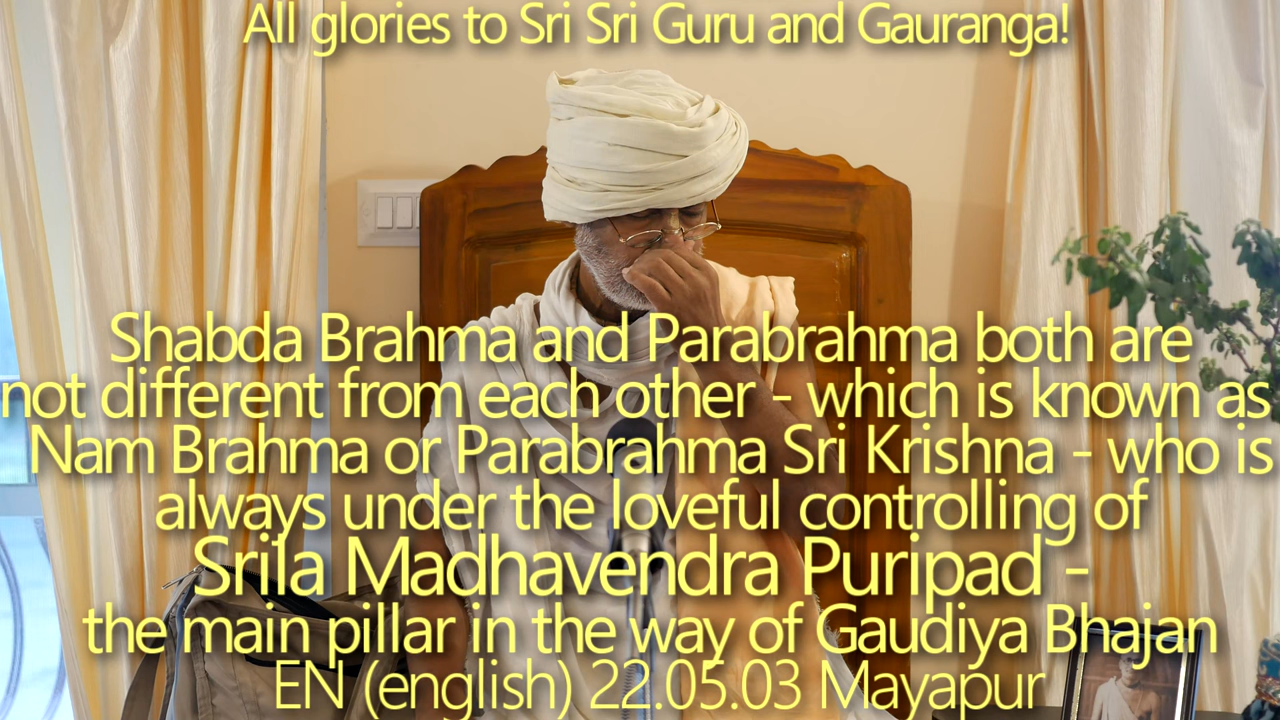 All glories to Sri Sri Guru and Gauranga!
Shabda Brahma and Parabrahma both are
not different from each other - which is known as
Nam Brahma or Parabrahma Sri Krishna - who is
always under the loveful controlling of
Srila Madhavendra Puripad -
the main pillar in the way of Gaudiya Bhajan
EN (english) 22.05.03 Mayapur